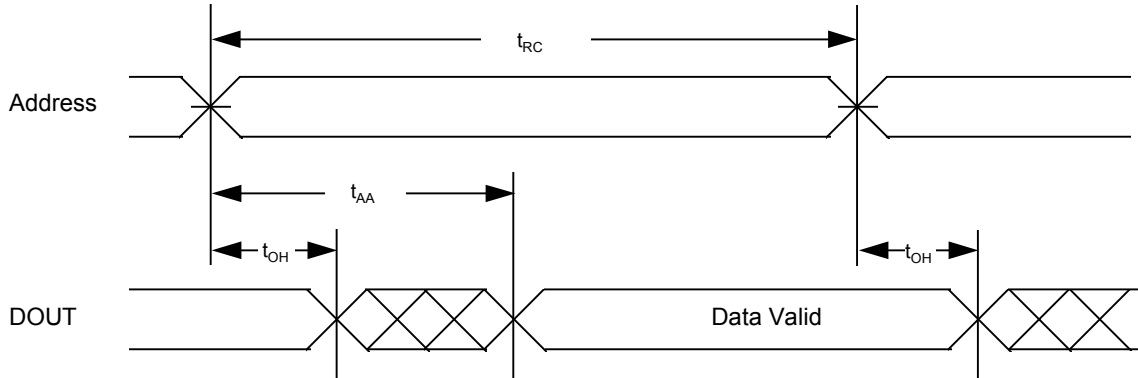 tRC
Address
tAA
tOH
tOH
DOUT
Data Valid